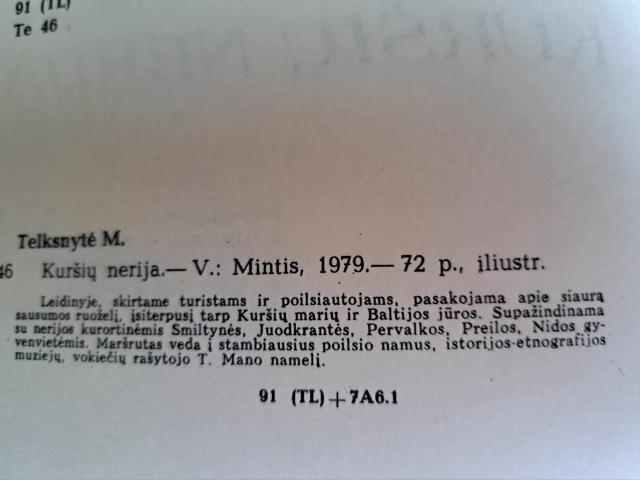 91 (TL)
Te 46
Telksnytė M.
46 Kuršių nerija.— V.: Mintis, 1979.— 72 p., iliustr.
Leidinyje, skirtame turistams ir poilsiautojams, pasakojama apie siaurą
sausumos ruoželį, įsiterpusį tarp Kuršių marių ir Baltijos jūros. Supažindinama
su nerijos kurortinėmis Smiltynės, Juodkrantės, Pervalkos, Preilos, Nidos gy-
venvietėmis. Maršrutas veda į stambiausius poilsio namus, istorijos-etnografijos
muziejų, vokiečių rašytojo T. Mano namelį.
91 (TL)+7A6.1